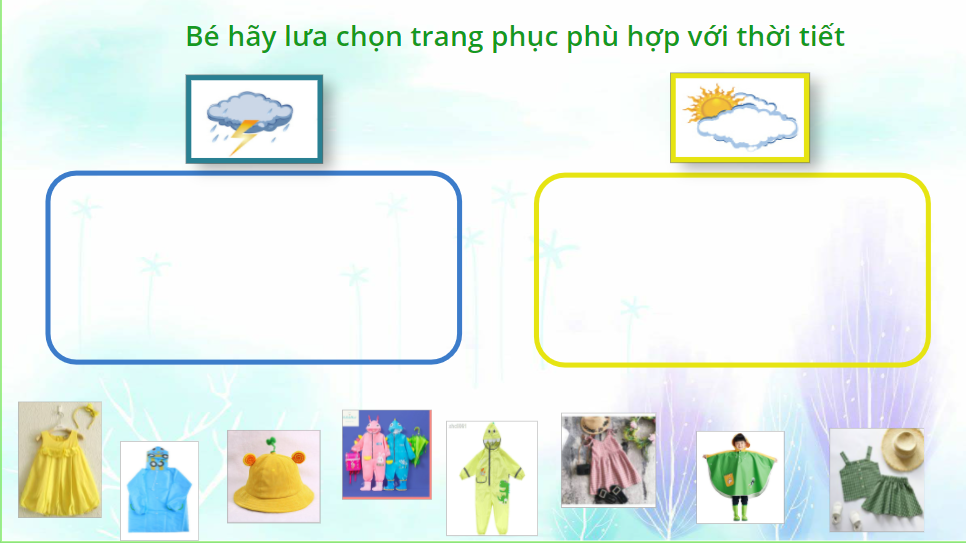 Bé hãy lưa chọn trang phục phù hợp với thời tiết